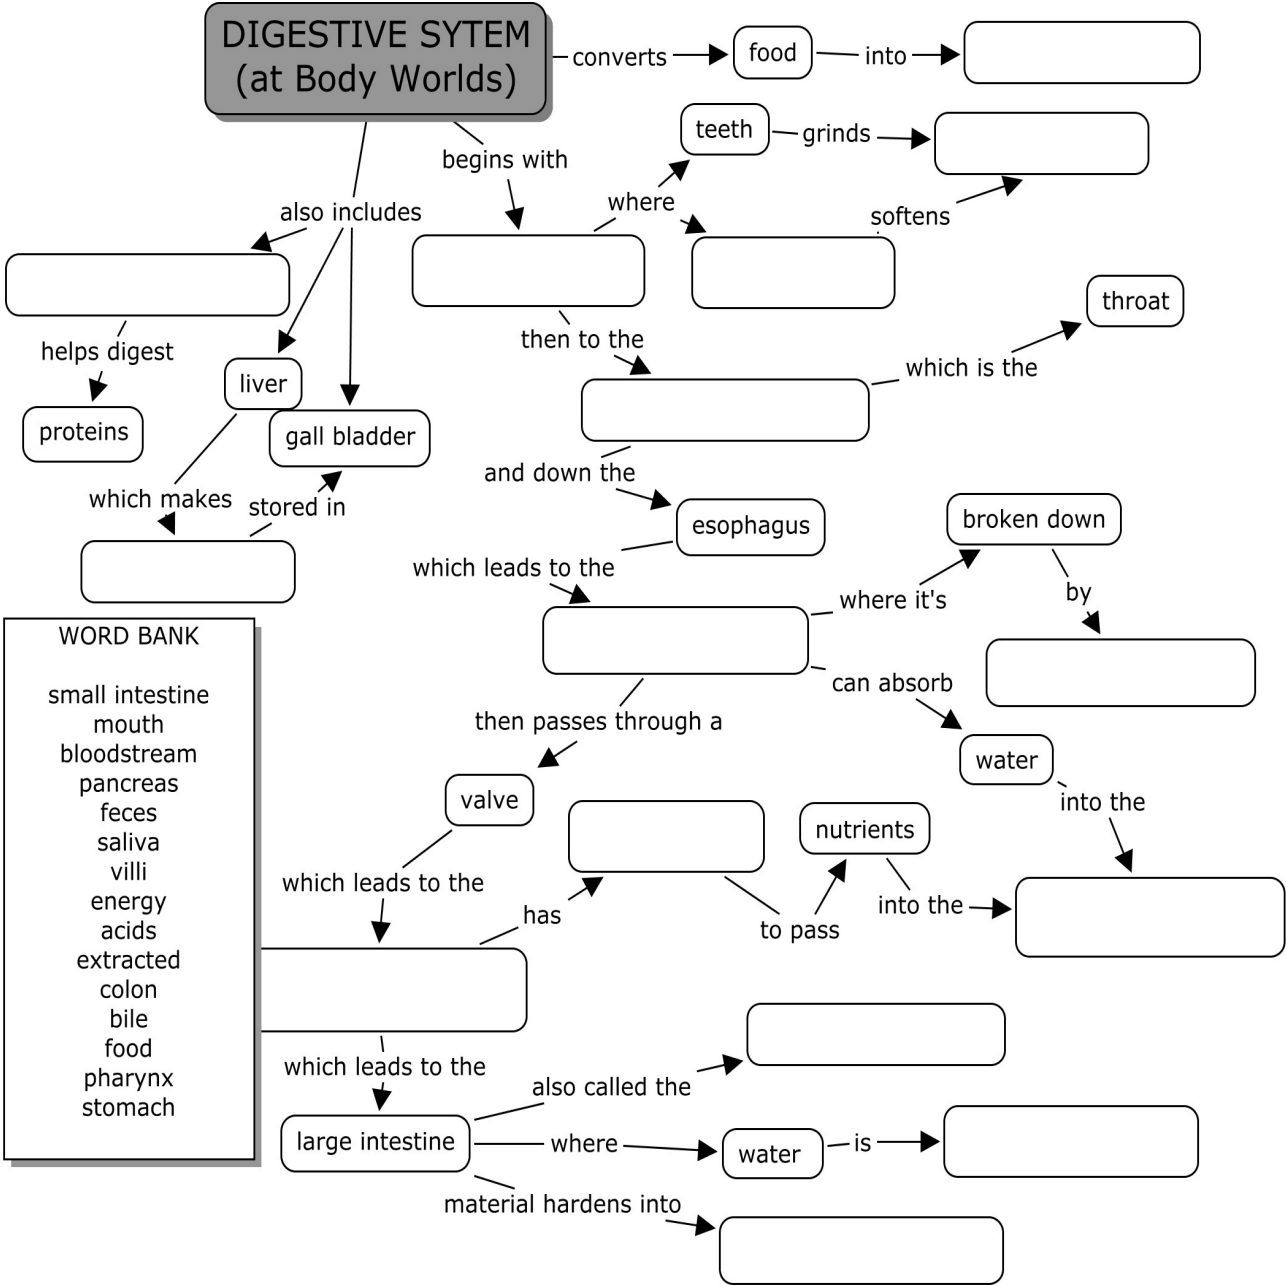 DIGESTIVE SYTEM
(at Body Worlds)
converts
food
into
teeth
grinds
begins with
where
softens
also includes
throat
then to the
which is the
helps digest
liver
proteins
gall bladder
and down the
which makes
stored in
esophagus
broken down
which leads to the
where it's
by
can absorb
then passes through a
water
valve
into the
nutrients
which leads to the
has
into the
to pass
WORD BANK
small intestine
mouth
bloodstream
pancreas
feces
saliva
villi
energy
acids
extracted
colon
bile
food
pharynx
stomach
which leads to the
also called the
large intestine
where
water
is
material hardens into